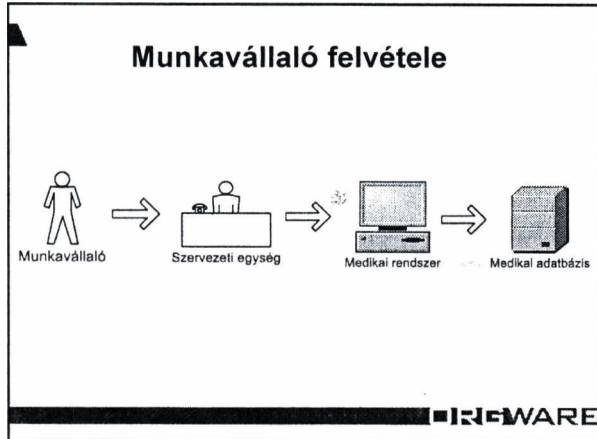 Munkavállaló felvétele
Munkavállaló
Szervezeti egység
Medikai rendszer
Medikai adatbázis
ORGWARE